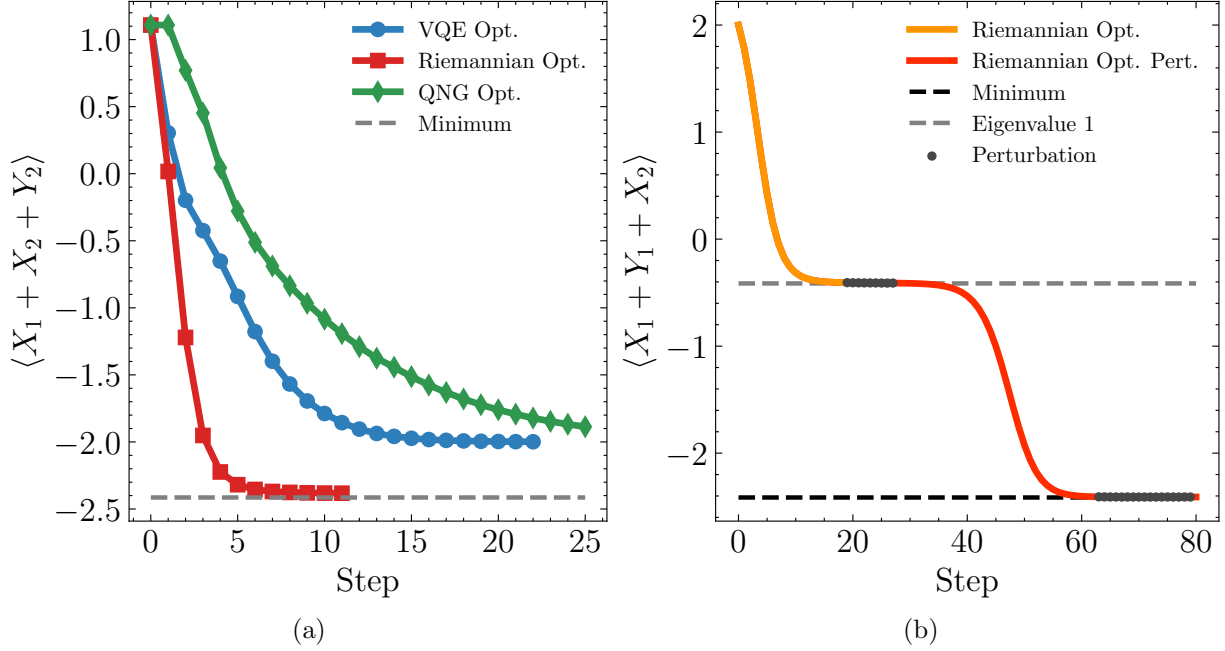 ⟨X₁ + X₂ + Y₂⟩
1.0
0.5
0.0
−0.5
−1.0
−1.5
−2.0
−2.5
VQE Opt.
Riemannian Opt.
QNG Opt.
Minimum
0 5 10 15 20 25
Step
(a)
⟨X₁ + Y₁ + X₂⟩
2
1
0
−1
−2
Riemannian Opt.
Riemannian Opt. Pert.
Minimum
Eigenvalue 1
Perturbation
0 20 40 60 80
Step
(b)